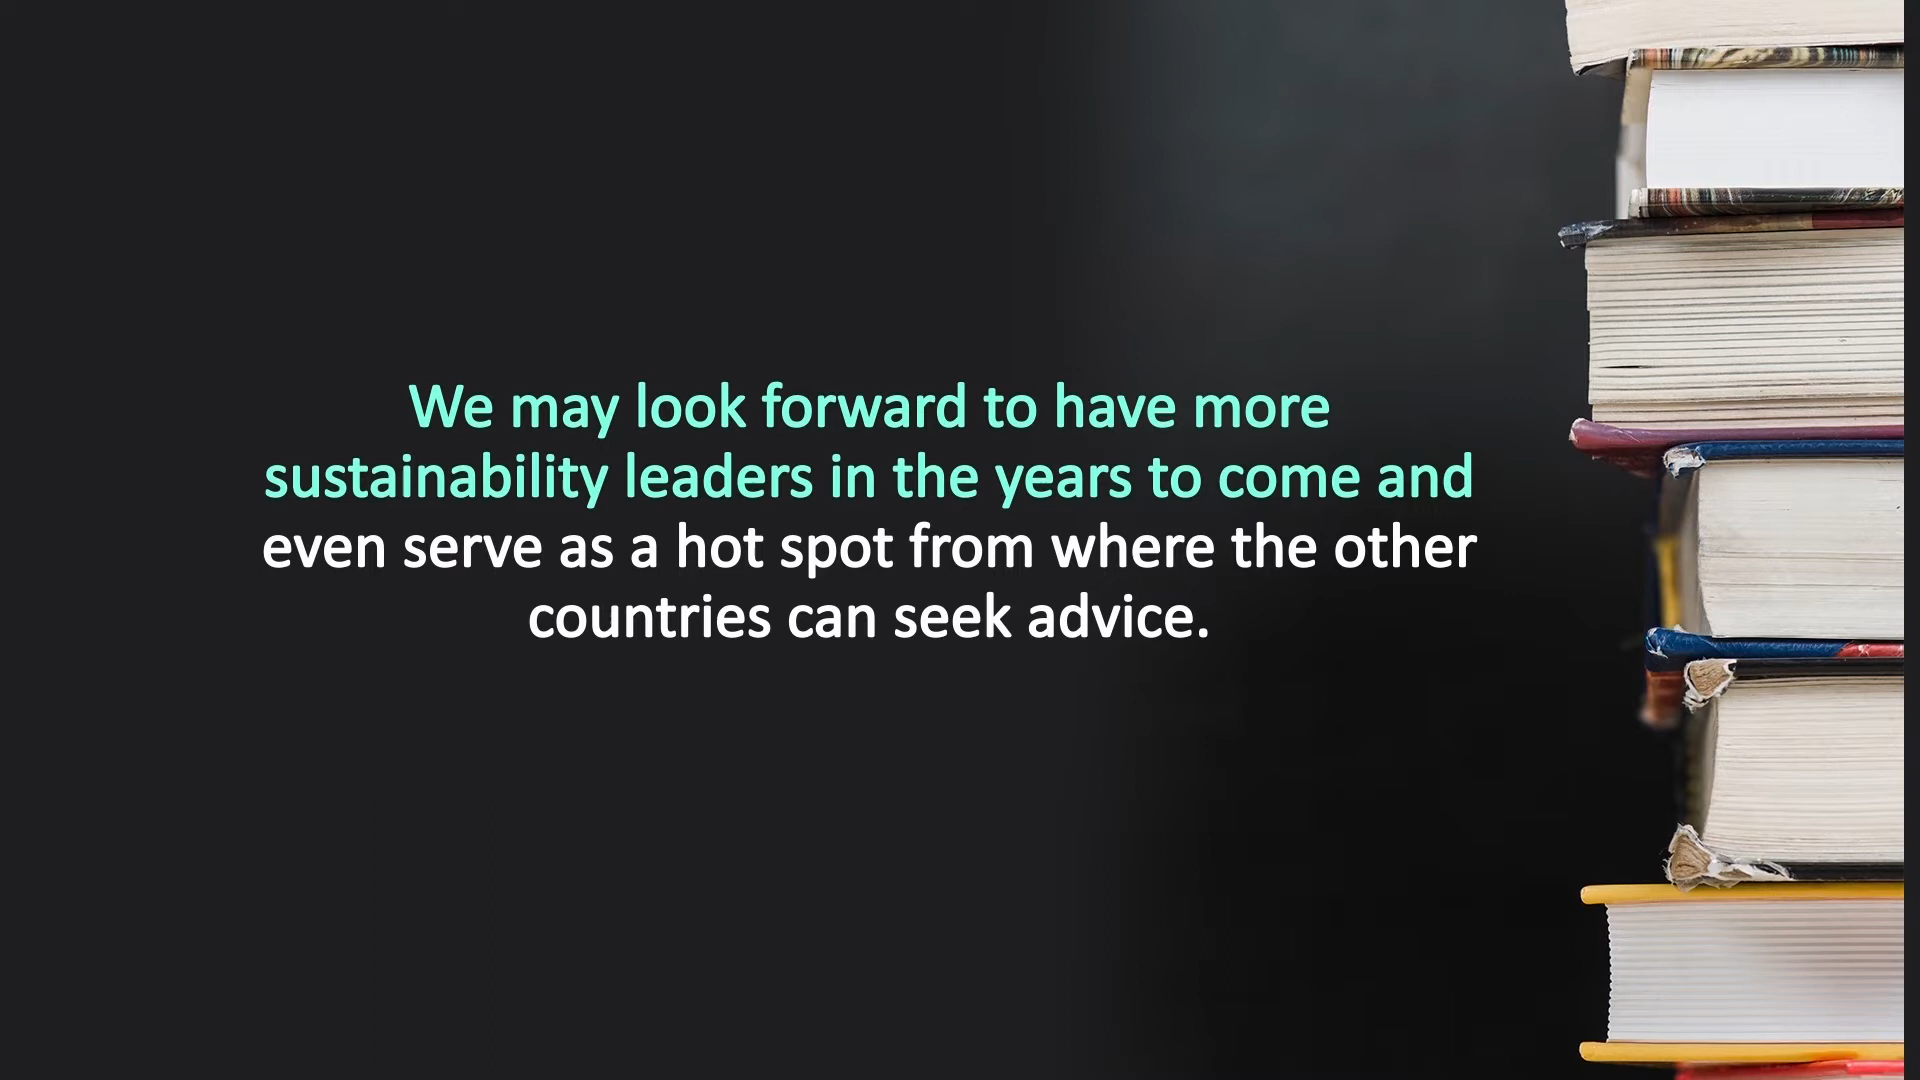 We may look forward to have more
sustainability leaders in the years to come and
even serve as a hot spot from where the other
countries can seek advice.